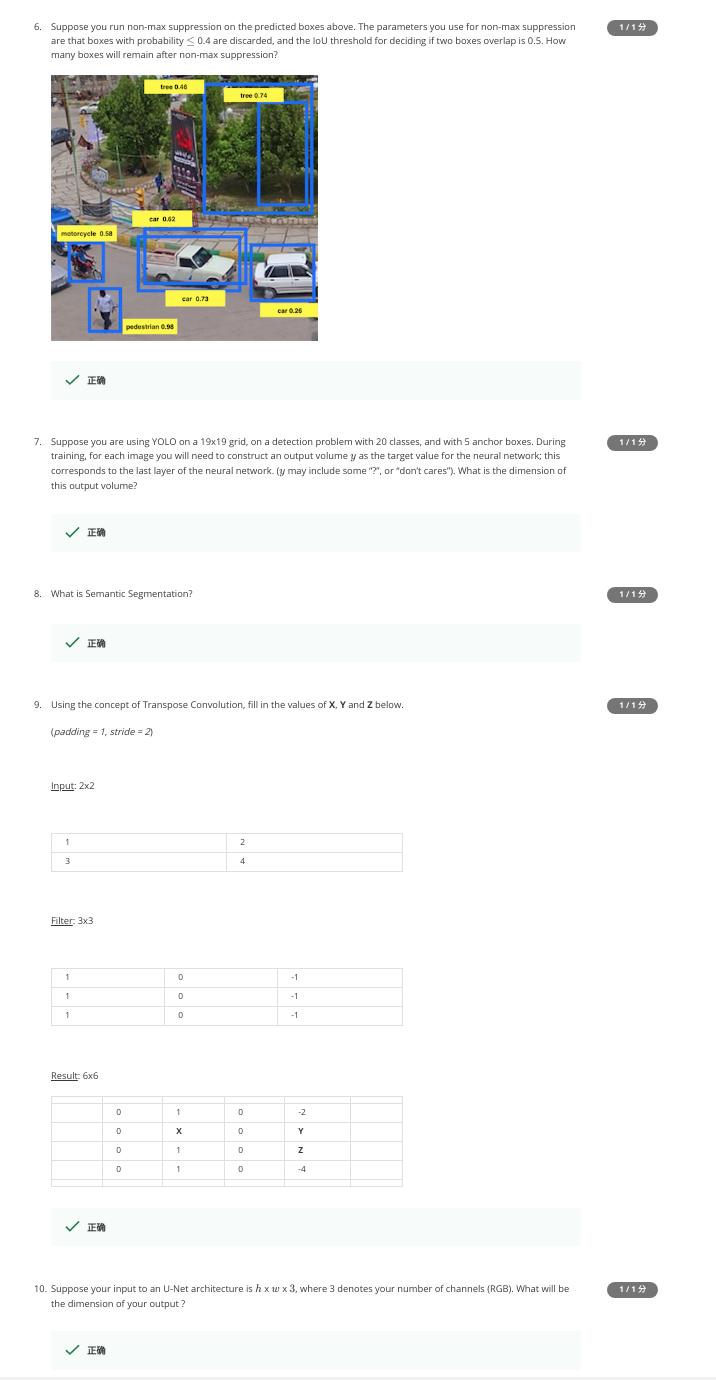 6. Suppose you run non-max suppression on the predicted boxes above. The parameters you use for non-max suppression
1 / 1 分
are that boxes with probability ≤ 0.4 are discarded, and the IoU threshold for deciding if two boxes overlap is 0.5. How
many boxes will remain after non-max suppression?
tree 0.46
tree 0.74
car 0.62
motorcycle 0.58
car 0.73
car 0.26
pedestrian 0.98
正确
7. Suppose you are using YOLO on a 19x19 grid, on a detection problem with 20 classes, and with 5 anchor boxes. During
1 / 1 分
training, for each image you will need to construct an output volume y as the target value for the neural network; this
corresponds to the last layer of the neural network. (y may include some “?”, or “don’t cares”). What is the dimension of
this output volume?
正确
8. What is Semantic Segmentation?
1 / 1 分
正确
9. Using the concept of Transpose Convolution, fill in the values of X, Y and Z below.
1 / 1 分
(padding = 1, stride = 2)
Input: 2x2
1 2
3 4
Filter: 3x3
1 0 -1
1 0 -1
1 0 -1
Result: 6x6
0 1 0 -2
0 X 0 Y
0 1 0 Z
0 1 0 -4
正确
10. Suppose your input to an U-Net architecture is h x w x 3, where 3 denotes your number of channels (RGB). What will be
1 / 1 分
the dimension of your output ?
正确